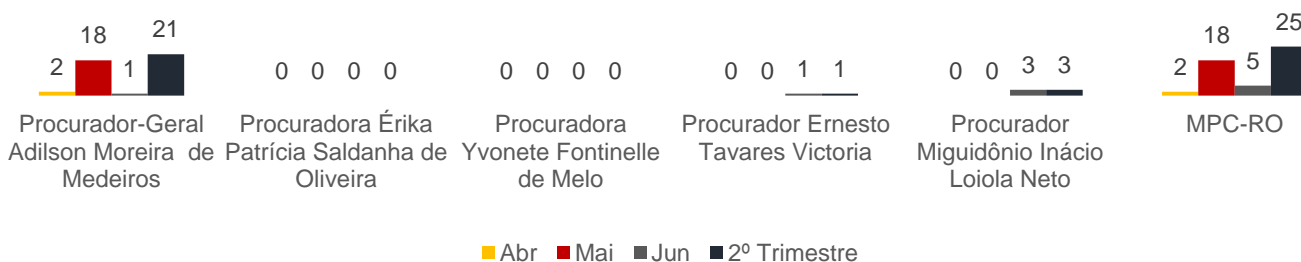 2 18 1 21
0 0 0 0
0 0 0 0
0 0 1 1
0 0 3 3
2 18 5 25
Procurador-Geral
Adilson Moreira de
Medeiros
Procuradora Érika
Patrícia Saldanha de
Oliveira
Procuradora
Yvonete Fontinelle
de Melo
Procurador Ernesto
Tavares Victoria
Procurador
Miguidônio Inácio
Loiola Neto
MPC-RO
Abr Mai Jun 2º Trimestre